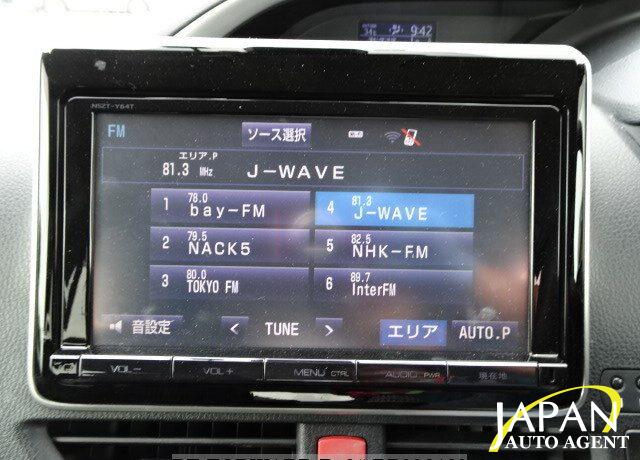 9:42
NSZT-Y64T
FM
ソース選択
Wi-Fi
エリア.P
81.3 MHz J-WAVE
1 78.0 bay-FM
4 81.3 J-WAVE
2 79.5 NACK5
5 82.5 NHK-FM
3 80.0 TOKYO FM
6 89.7 InterFM
音設定
< TUNE >
エリア
AUTO.P
VOL−
VOL+
MENU CTRL
AUDIO PWR
現在地
JAPAN
AUTO AGENT